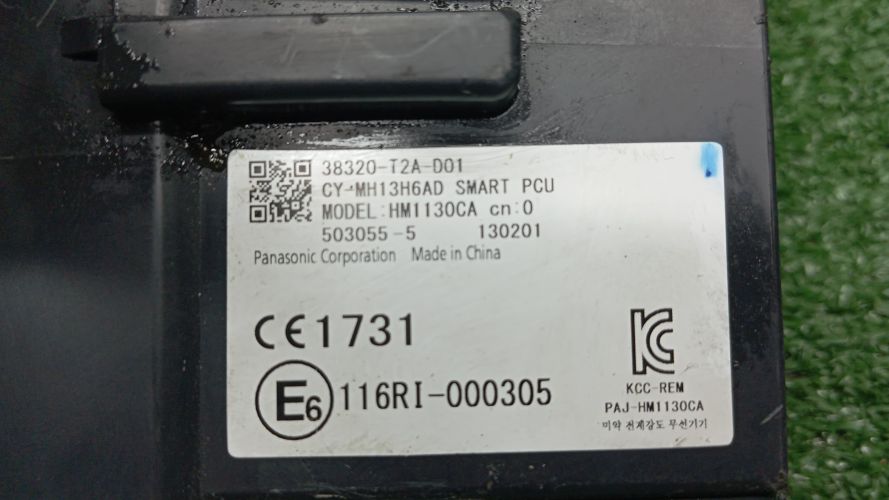 38320-T2A-D01
CY-MH13H6AD SMART PCU
MODEL:HM1130CA cn:0
503055-5 130201
Panasonic Corporation Made in China
CE1731
E6 116RI-000305
KC
KCC-REM
PAJ-HM1130CA
미약 전계강도 무선기기